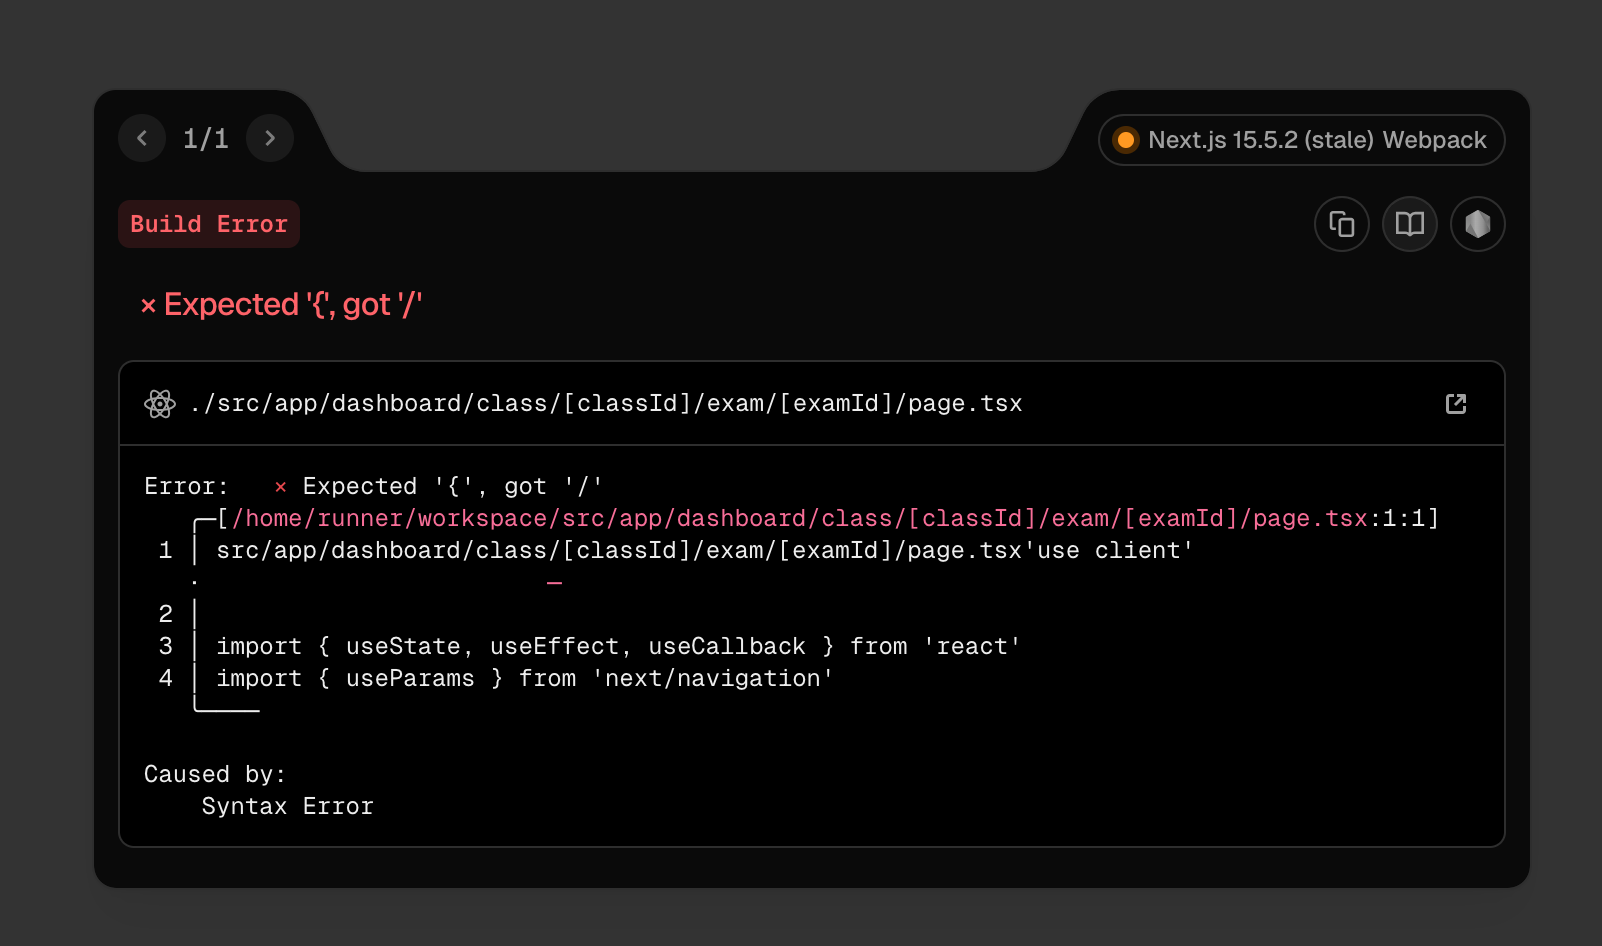 1/1
Next.js 15.5.2 (stale) Webpack
Build Error
× Expected '{', got '/'
./src/app/dashboard/class/[classId]/exam/[examId]/page.tsx
Error:   × Expected '{', got '/'
   ╭─[/home/runner/workspace/src/app/dashboard/class/[classId]/exam/[examId]/page.tsx:1:1]
 1 │ src/app/dashboard/class/[classId]/exam/[examId]/page.tsx'use client'
   ·                        ─
 2 │
 3 │ import { useState, useEffect, useCallback } from 'react'
 4 │ import { useParams } from 'next/navigation'
   ╰────
Caused by:
    Syntax Error